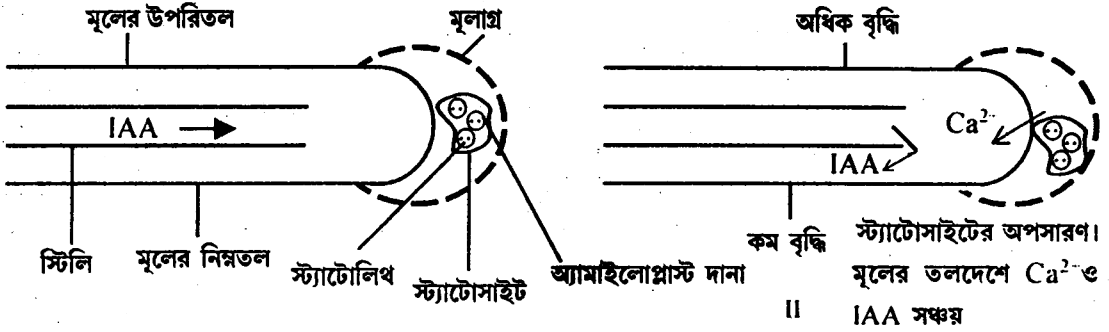 মূলের উপরিতল
মূলাগ্র
IAA
স্টিলি
মূলের নিম্নতল
স্ট্যাটোলিথ
স্ট্যাটোসাইট
অ্যামাইলোপ্লাস্ট দানা
অধিক বৃদ্ধি
Ca²⁻
IAA
কম বৃদ্ধি
স্ট্যাটোসাইটের অপসারণ।
মূলের তলদেশে Ca²⁻ ও
IAA সঞ্চয়
II